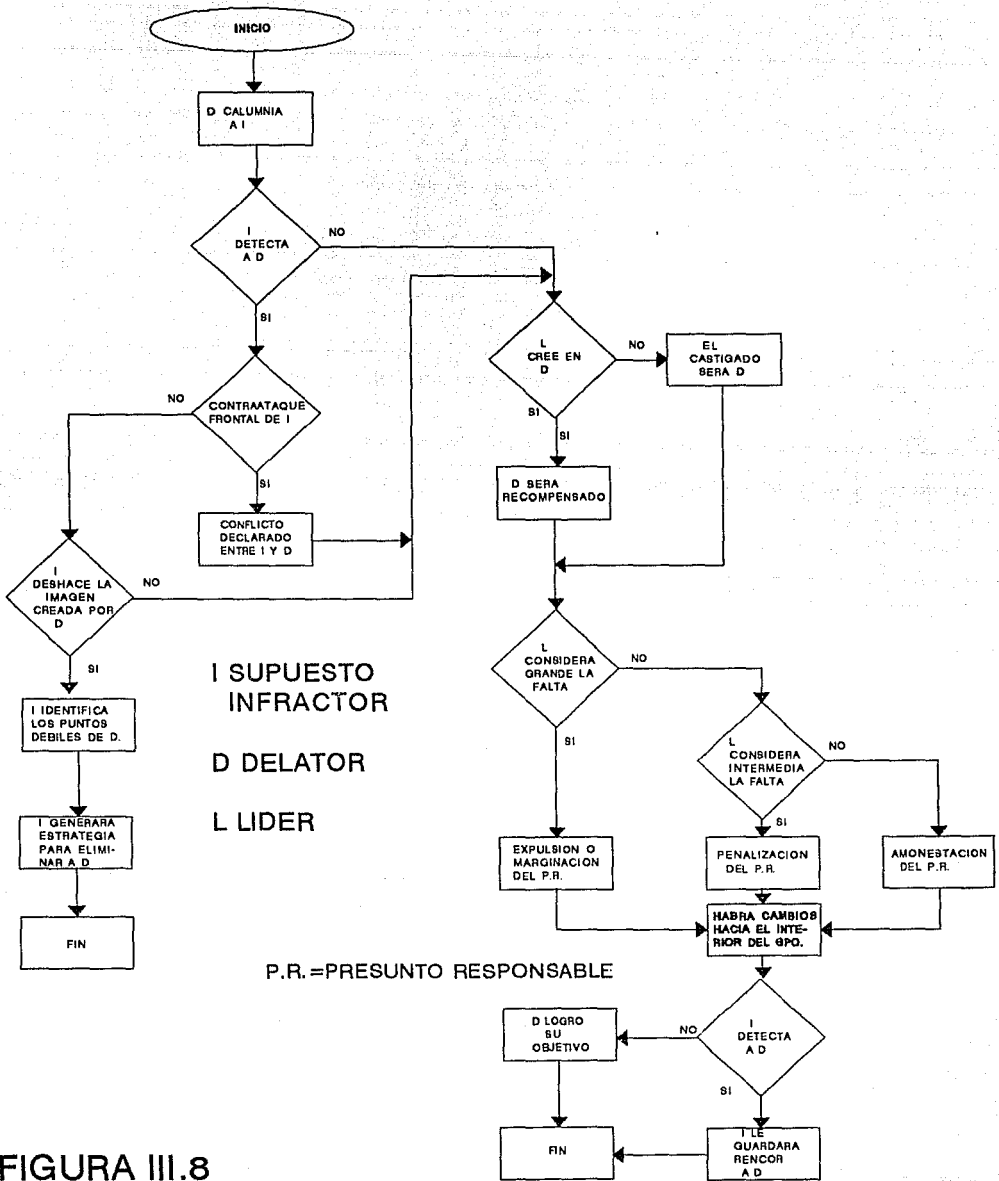 INICIO
D CALUMNIA
A I
I
DETECTA
A D
NO
SI
L
CREE EN
D
NO
EL
CASTIGADO
SERA D
SI
SI
CONTRAATAQUE
FRONTAL DE I
NO
SI
D SERA
RECOMPENSADO
CONFLICTO
DECLARADO
ENTRE I Y D
I
DESHACE LA
IMAGEN
CREADA POR
D
NO
SI
L
CONSIDERA
GRANDE LA
FALTA
NO
SI
I SUPUESTO
INFRACTOR
D DELATOR
L LIDER
I IDENTIFICA
LOS PUNTOS
DEBILES DE D.
L
CONSIDERA
INTERMEDIA
LA FALTA
NO
SI
I GENERARA
ESTRATEGIA
PARA ELIMI-
NAR A D
EXPULSION O
MARGINACION
DEL P.R.
PENALIZACION
DEL P.R.
AMONESTACION
DEL P.R.
FIN
HABRA CAMBIOS
HACIA EL INTE-
RIOR DEL GPO.
P.R.=PRESUNTO RESPONSABLE
D LOGRO
SU
OBJETIVO
NO
I
DETECTA
A D
SI
FIN
I LE
GUARDARA
RENCOR
A D
FIGURA III.8